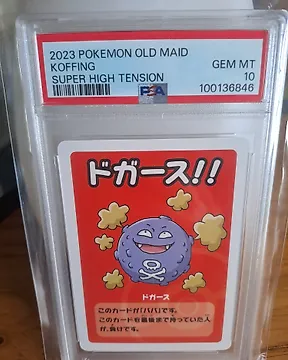 2023 POKEMON OLD MAID
KOFFING
GEM MT
SUPER HIGH TENSION
10
PSA
100136846
ドガース!!
ドガース
このカードが「ババ」です。
このカードを最後まで持っていた人
が、負けです。